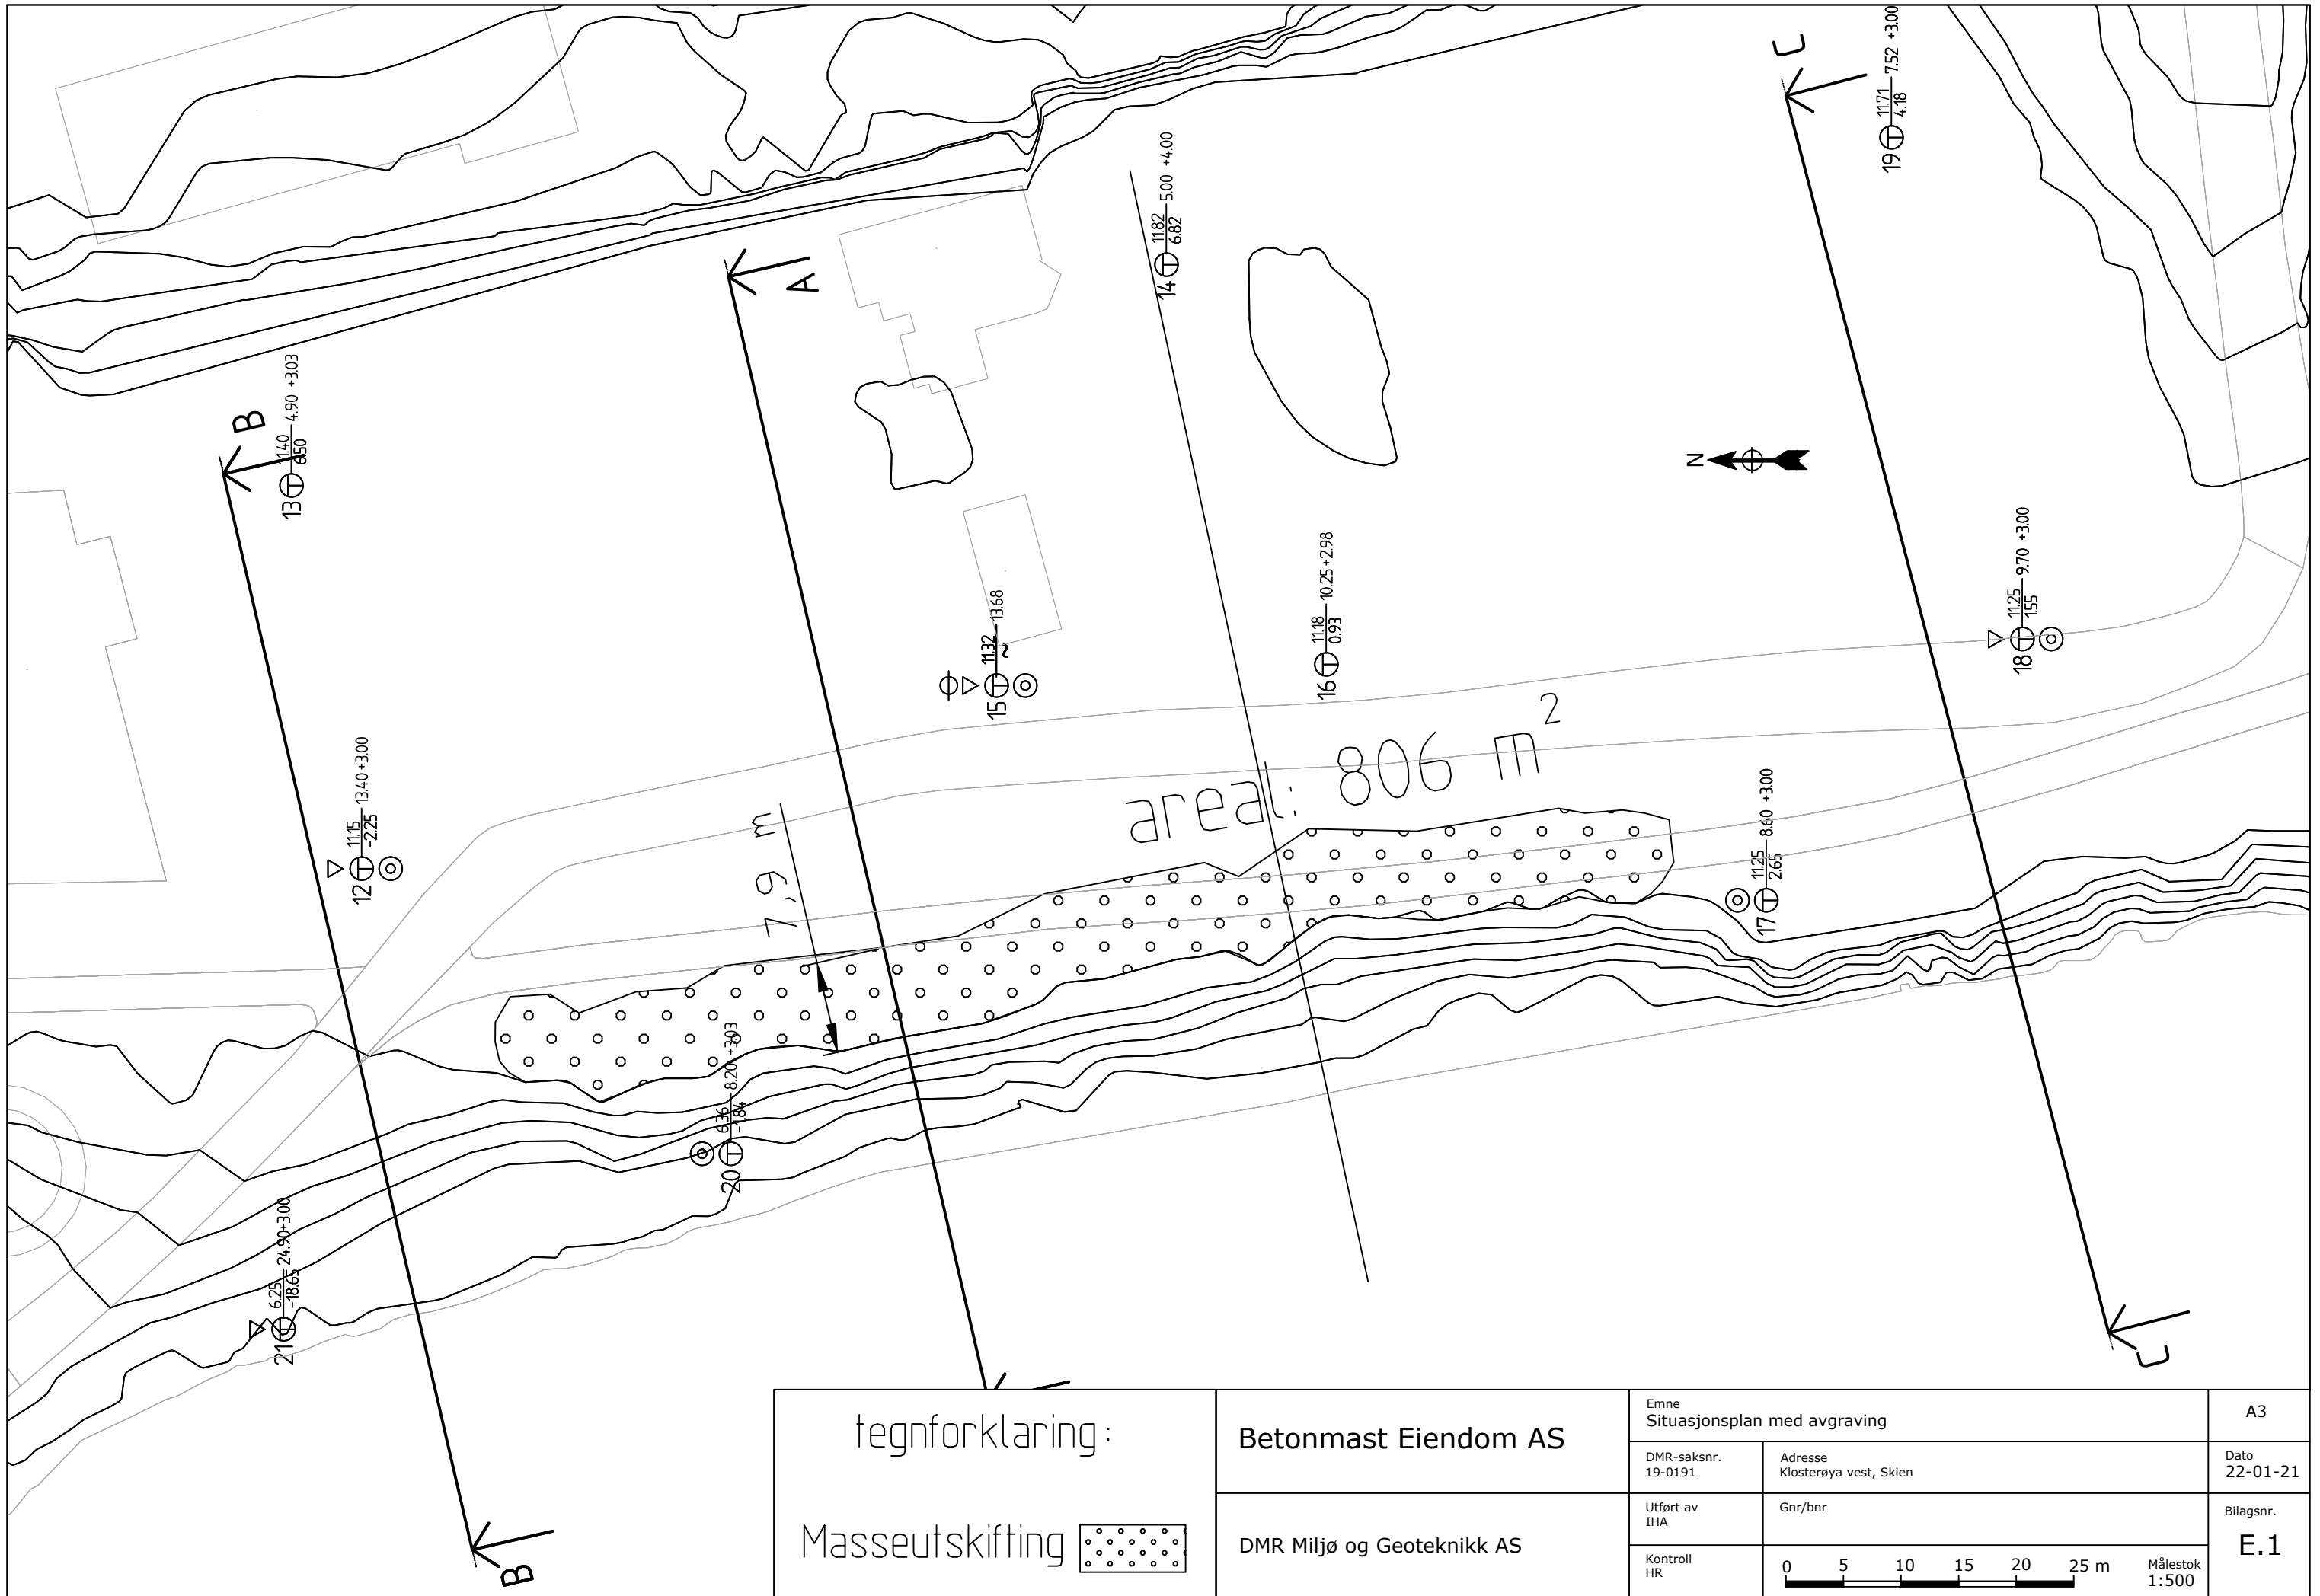 C
19
11.71
4.18
7.52 +3.00
14
11.82
6.82
5.00 +4.00
A
B
13
11.40
6.50
4.90 +3.03
N
15
11.32
~
13.68
16
11.18
0.93
10.25+2.98
18
11.25
1.55
9.70 +3.00
12
11.15
-2.25
13.40+3.00
7,9 m
areal: 806 m²
17
11.25
2.65
8.60 +3.00
20
6.36
-1.84
8.20 +3.03
21
6.25
-18.65
24.90+3.00
C
B
tegnforklaring:
Masseutskifting
Betonmast Eiendom AS
DMR Miljø og Geoteknikk AS
Emne
Situasjonsplan med avgraving
A3
DMR-saksnr.
19-0191
Adresse
Klosterøya vest, Skien
Dato
22-01-21
Utført av
IHA
Gnr/bnr
Bilagsnr.
E.1
Kontroll
HR
0 5 10 15 20 25 m
Målestok
1:500